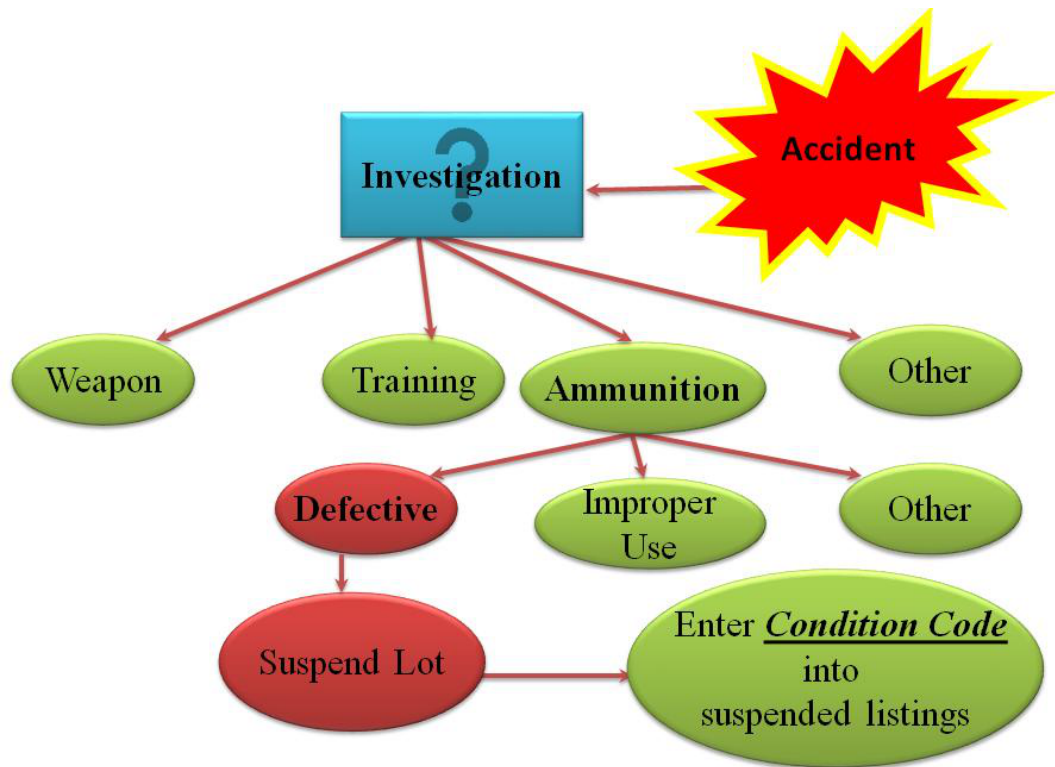 Accident
?
Investigation
Weapon
Training
Ammunition
Other
Defective
Improper
Use
Other
Suspend Lot
Enter Condition Code
into
suspended listings